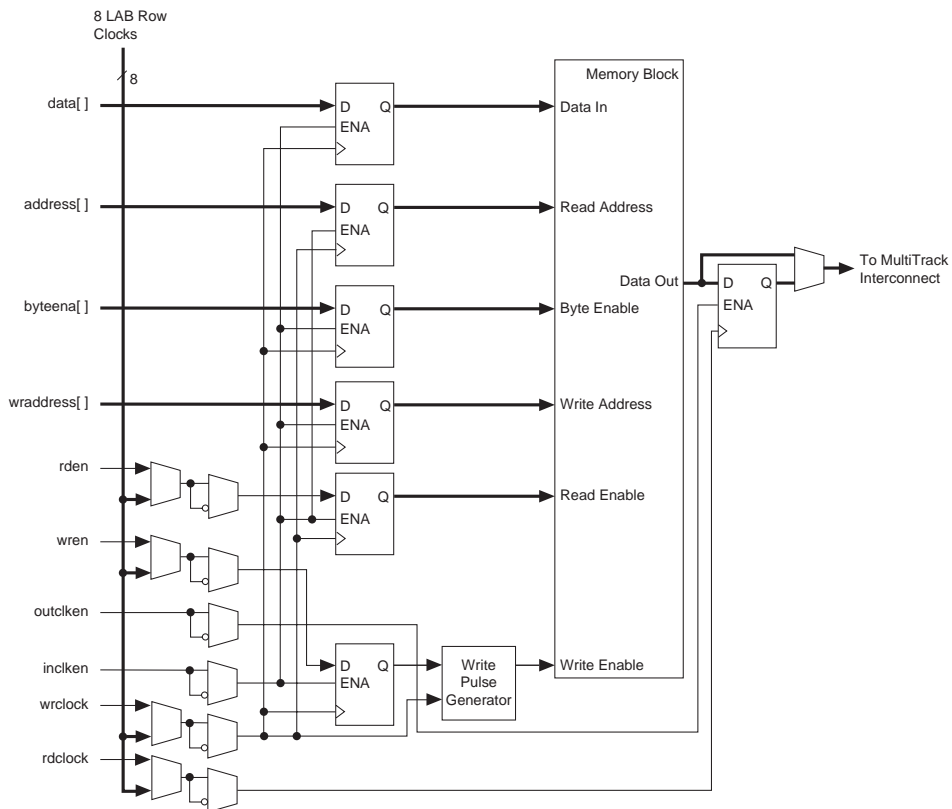 8 LAB Row
Clocks
8
Memory Block
data[ ]
D Q
ENA
Data In
address[ ]
D Q
ENA
Read Address
To MultiTrack
Interconnect
Data Out
D Q
ENA
byteena[ ]
D Q
ENA
Byte Enable
wraddress[ ]
D Q
ENA
Write Address
rden
D Q
ENA
Read Enable
wren
outclken
inclken
D Q
ENA
Write
Pulse
Generator
Write Enable
wrclock
rdclock